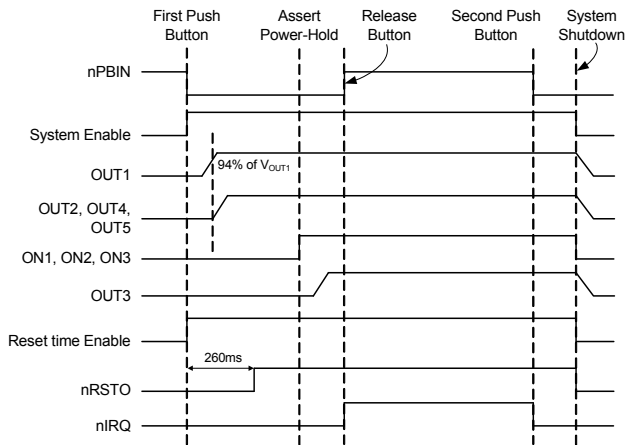 First Push
Button
Assert
Power-Hold
Release
Button
Second Push
Button
System
Shutdown
nPBIN
System Enable
OUT1
94% of VOUT1
OUT2, OUT4,
OUT5
ON1, ON2, ON3
OUT3
Reset time Enable
260ms
nRSTO
nIRQ